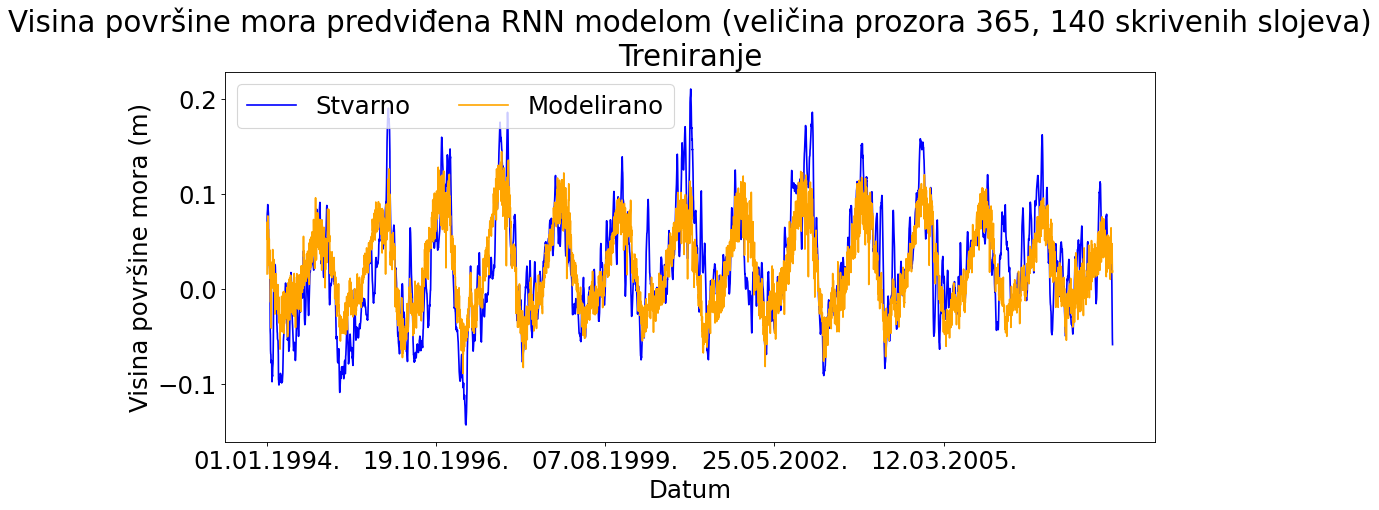 Visina površine mora predviđena RNN modelom (veličina prozora 365, 140 skrivenih slojeva)
Treniranje
Stvarno Modelirano
Visina površine mora (m)
0.2
0.1
0.0
−0.1
01.01.1994. 19.10.1996. 07.08.1999. 25.05.2002. 12.03.2005.
Datum